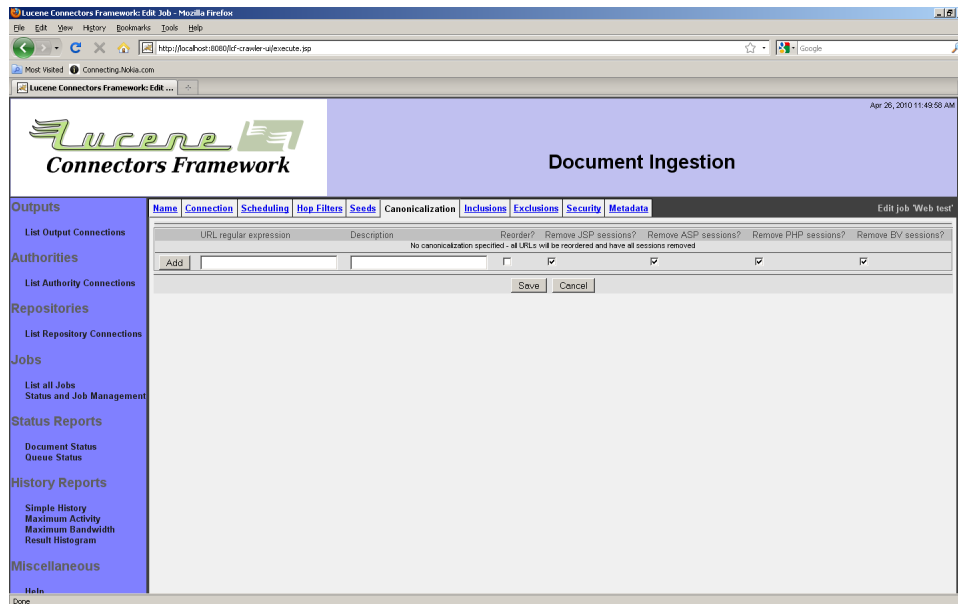 Lucene Connectors Framework: Edit Job - Mozilla Firefox
File Edit View History Bookmarks Tools Help
http://localhost:8080/lcf-crawler-ui/execute.jsp
Google
Most Visited Connecting.Nokia.com
Lucene Connectors Framework: Edit ...
Apr 26, 2010 11:49:58 AM
Lucene
Connectors Framework
Document Ingestion
Outputs
List Output Connections
Authorities
List Authority Connections
Repositories
List Repository Connections
Jobs
List all Jobs
Status and Job Management
Status Reports
Document Status
Queue Status
History Reports
Simple History
Maximum Activity
Maximum Bandwidth
Result Histogram
Miscellaneous
Help
Name Connection Scheduling Hop Filters Seeds Canonicalization Inclusions Exclusions Security Metadata Edit job 'Web test'
URL regular expression Description Reorder? Remove JSP sessions? Remove ASP sessions? Remove PHP sessions? Remove BV sessions?
No canonicalization specified - all URLs will be reordered and have all sessions removed
Add
Save Cancel
Done